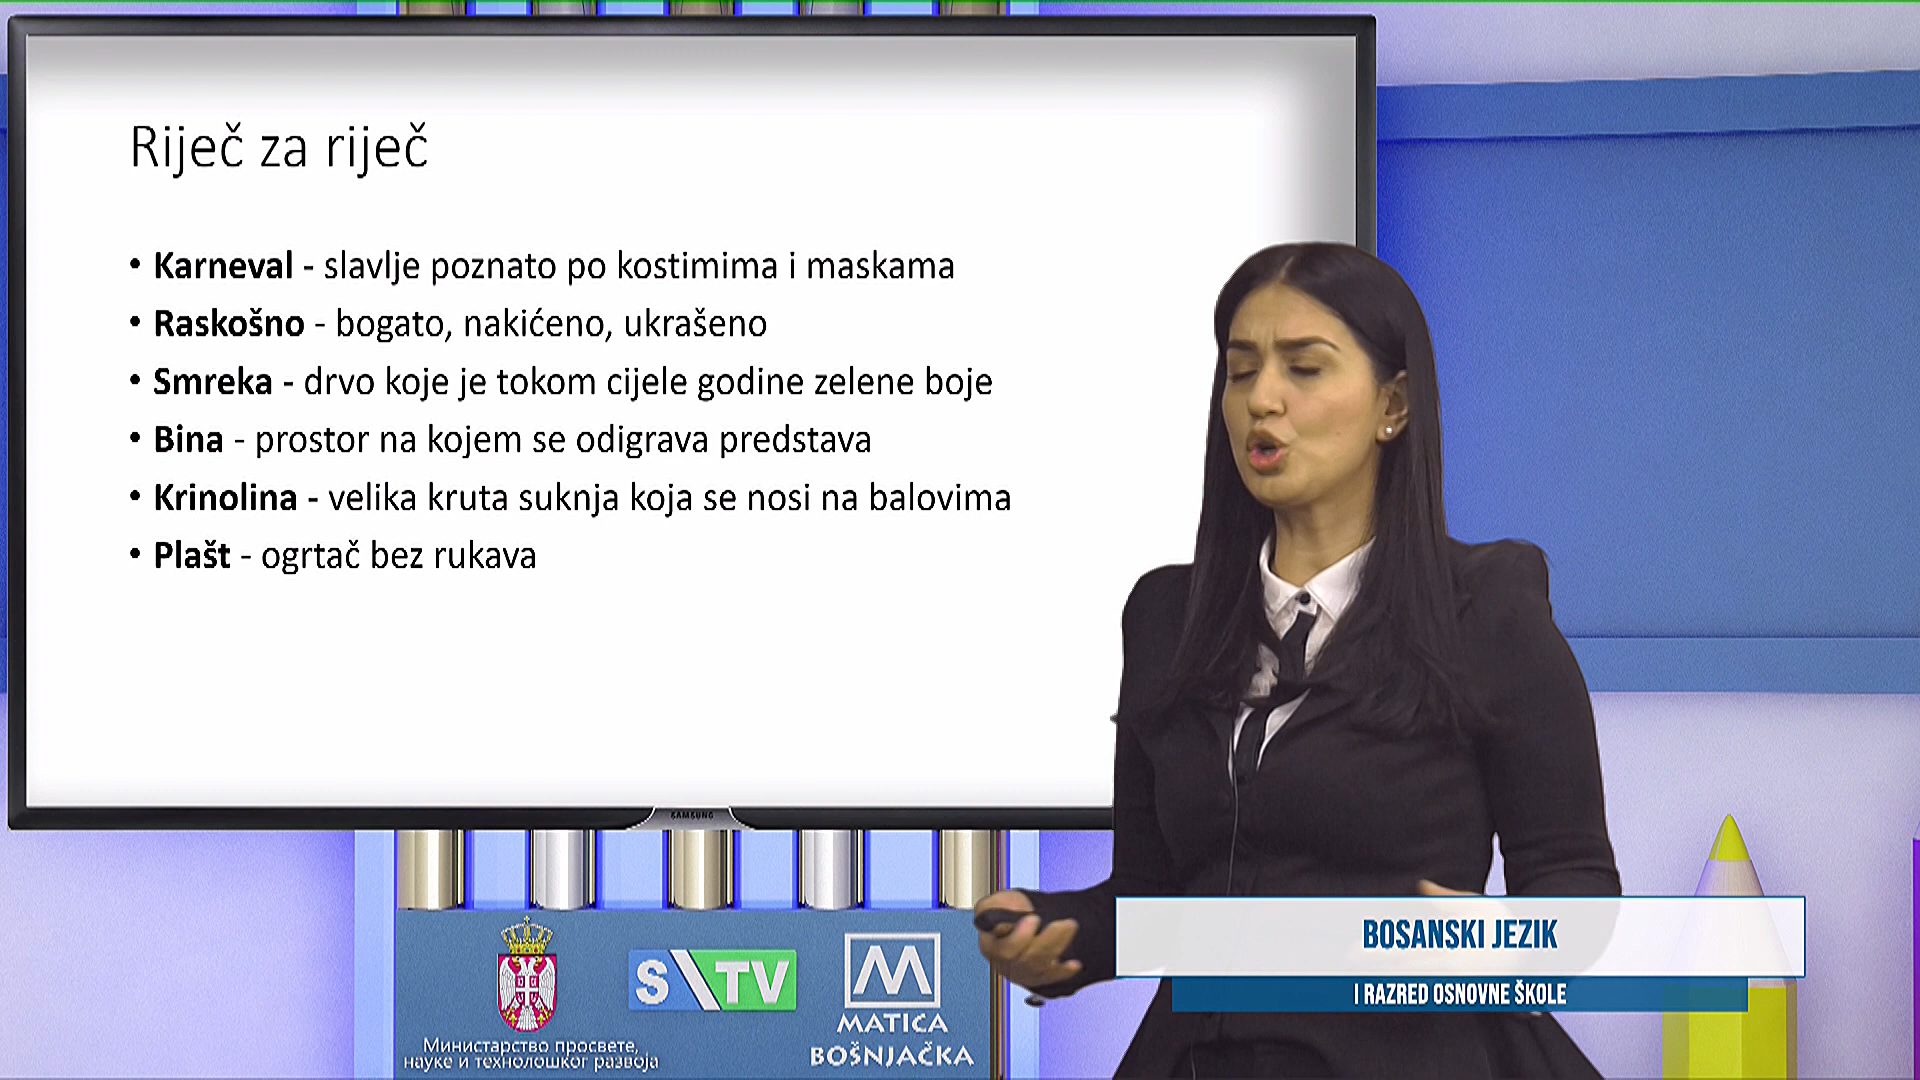 Riječ za riječ
• Karneval - slavlje poznato po kostimima i maskama
• Raskošno - bogato, nakićeno, ukrašeno
• Smreka - drvo koje je tokom cijele godine zelene boje
• Bina - prostor na kojem se odigrava predstava
• Krinolina - velika kruta suknja koja se nosi na balovima
• Plašt - ogrtač bez rukava
SAMSUNG
BOSANSKI JEZIK
I RAZRED OSNOVNE ŠKOLE
S TV
MATICA
BOŠNJAČKA
Министарство просвете,
науке и технолошког развоја